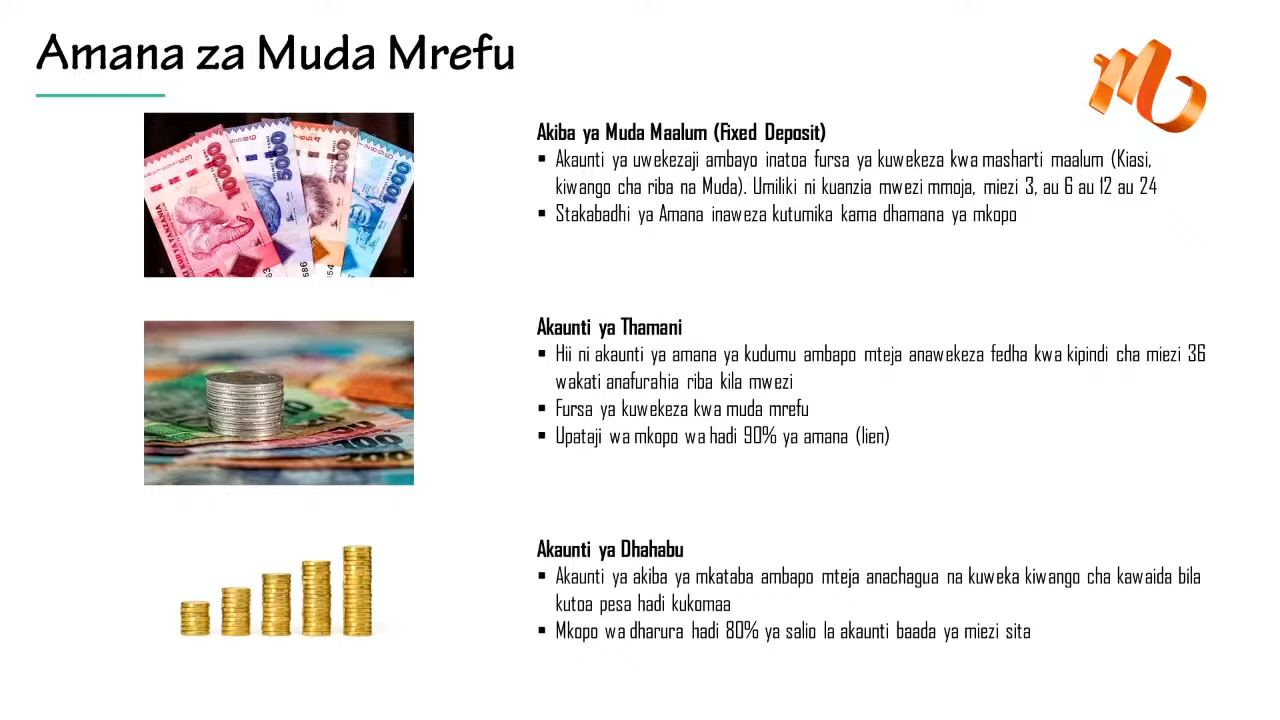 Amana za Muda Mrefu
Akiba ya Muda Maalum (Fixed Deposit)
▪ Akaunti ya uwekezaji ambayo inatoa fursa ya kuwekeza kwa masharti maalum (Kiasi,
kiwango cha riba na Muda). Umiliki ni kuanzia mwezi mmoja, miezi 3, au 6 au 12 au 24
▪ Stakabadhi ya Amana inaweza kutumika kama dhamana ya mkopo
10000
5000
2000
1000
Akaunti ya Thamani
▪ Hii ni akaunti ya amana ya kudumu ambapo mteja anawekeza fedha kwa kipindi cha miezi 36
wakati anafurahia riba kila mwezi
▪ Fursa ya kuwekeza kwa muda mrefu
▪ Upataji wa mkopo wa hadi 90% ya amana (lien)
100
Akaunti ya Dhahabu
▪ Akaunti ya akiba ya mkataba ambapo mteja anachagua na kuweka kiwango cha kawaida bila
kutoa pesa hadi kukomaa
▪ Mkopo wa dharura hadi 80% ya salio la akaunti baada ya miezi sita